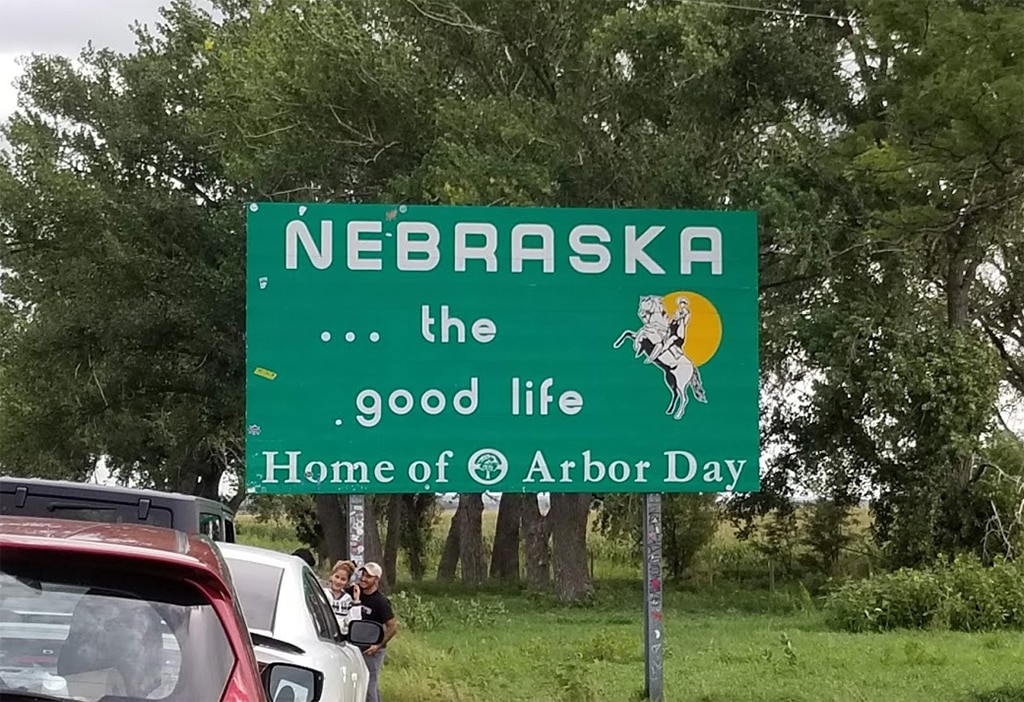 NEBRASKA
... the
good life
Home of Arbor Day